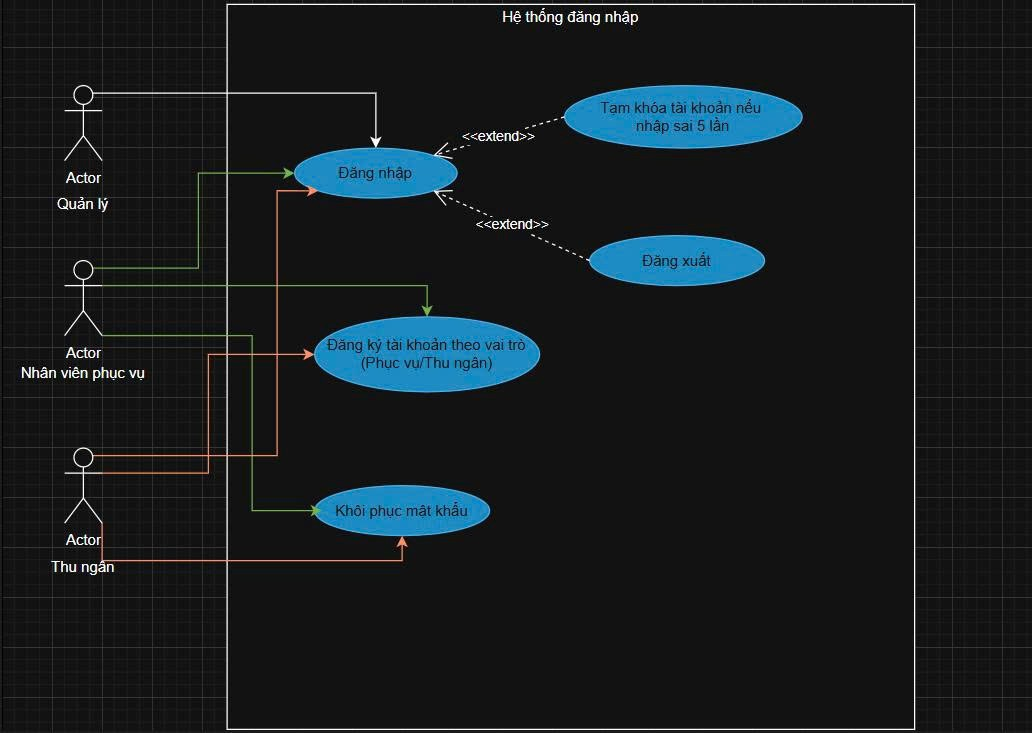 Hệ thống đăng nhập
Tạm khóa tài khoản nếu
nhập sai 5 lần
<<extend>>
Đăng nhập
Actor
Quản lý
<<extend>>
Đăng xuất
Đăng ký tài khoản theo vai trò
(Phục vụ/Thu ngân)
Actor
Nhân viên phục vụ
Khôi phục mật khẩu
Actor
Thu ngân